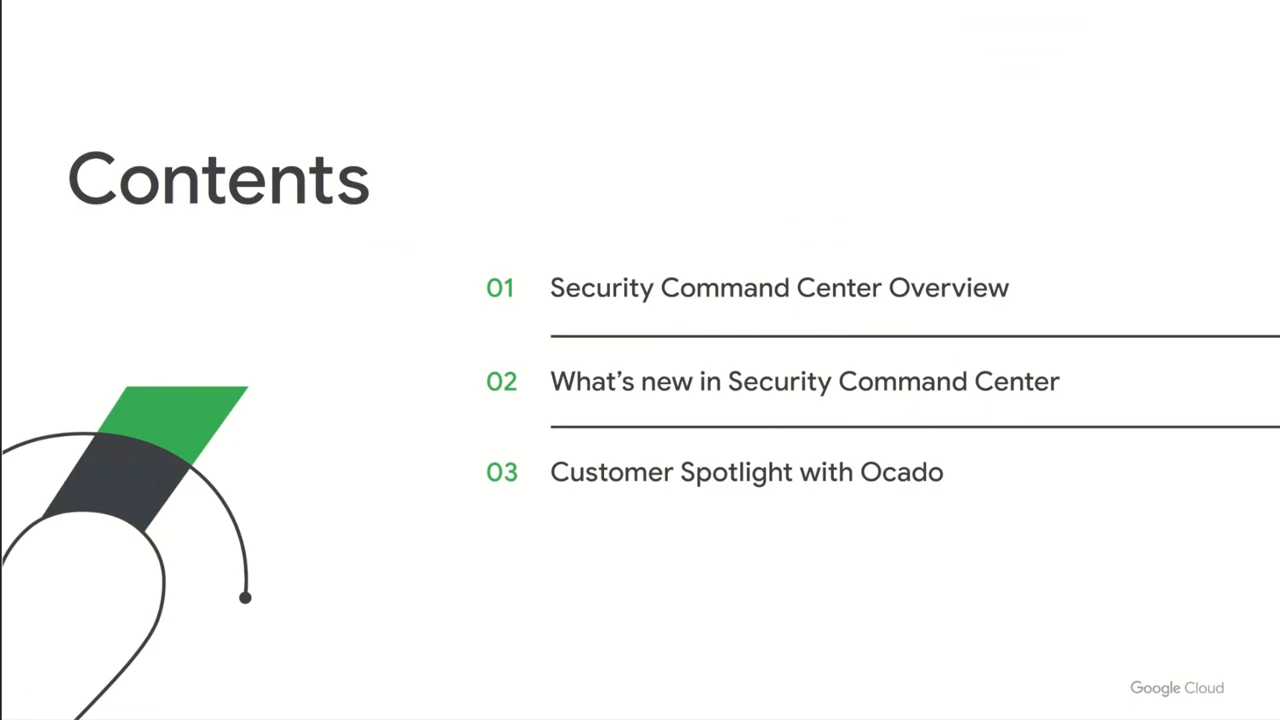 Contents
01 Security Command Center Overview
02 What’s new in Security Command Center
03 Customer Spotlight with Ocado
Google Cloud